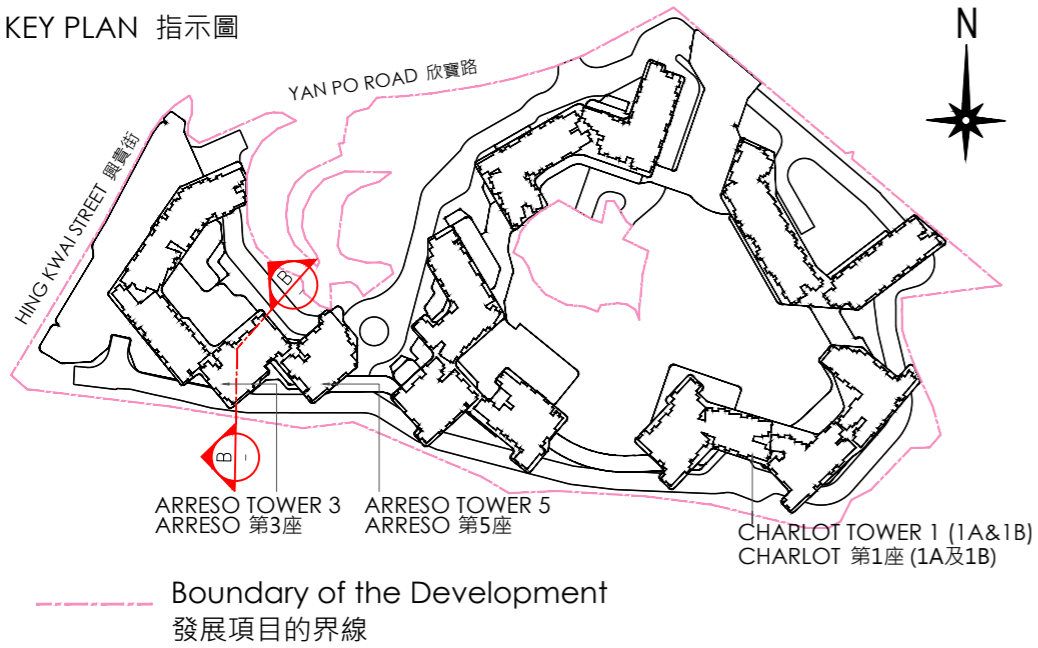 KEY PLAN 指示圖
N
YAN PO ROAD 欣寶路
HING KWAI STREET 興貴街
B
B
ARRESO TOWER 3
ARRESO 第3座
ARRESO TOWER 5
ARRESO 第5座
CHARLOT TOWER 1 (1A&1B)
CHARLOT 第1座 (1A及1B)
Boundary of the Development
發展項目的界線